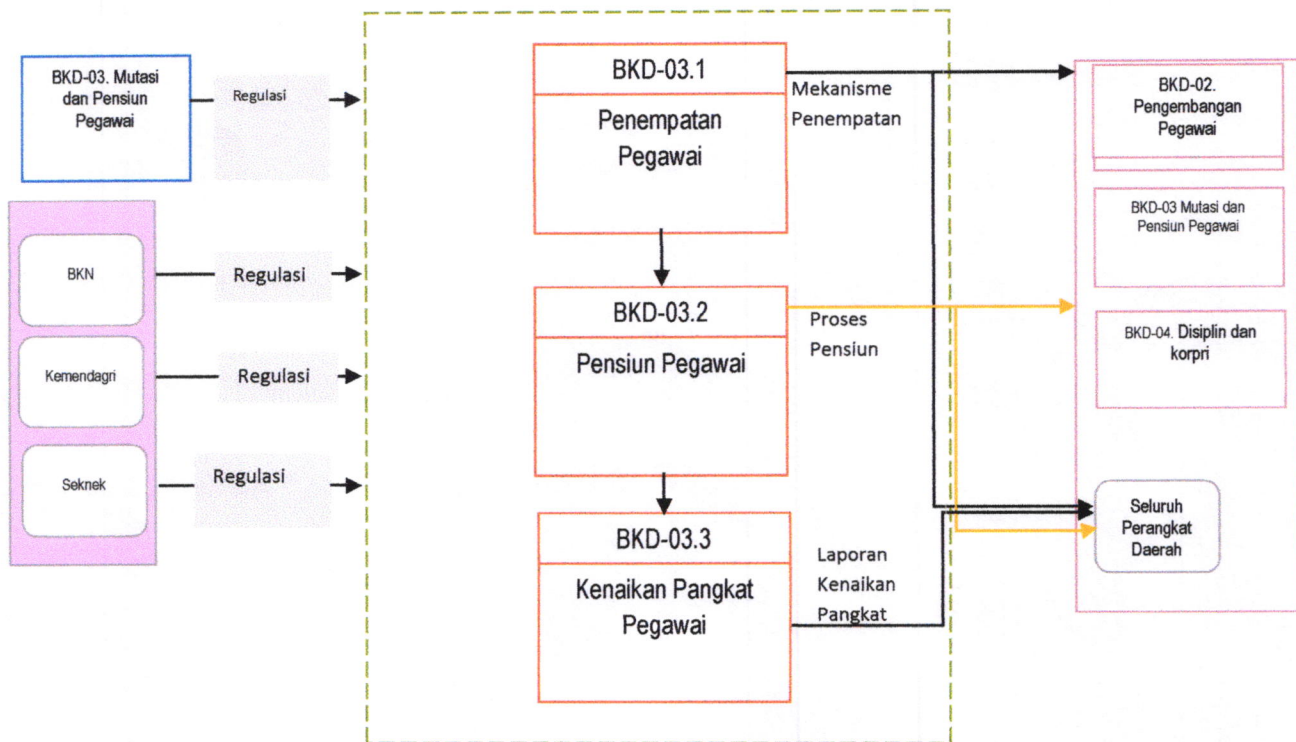 BKD-03. Mutasi
dan Pensiun
Pegawai
Regulasi
BKN
Regulasi
Kemendagri
Regulasi
Seknek
Regulasi
BKD-03.1
Penempatan
Pegawai
Mekanisme
Penempatan
BKD-03.2
Pensiun Pegawai
Proses
Pensiun
BKD-03.3
Kenaikan Pangkat
Pegawai
Laporan
Kenaikan
Pangkat
BKD-02.
Pengembangan
Pegawai
BKD-03 Mutasi dan
Pensiun Pegawai
BKD-04. Disiplin dan
korpri
Seluruh
Perangkat
Daerah